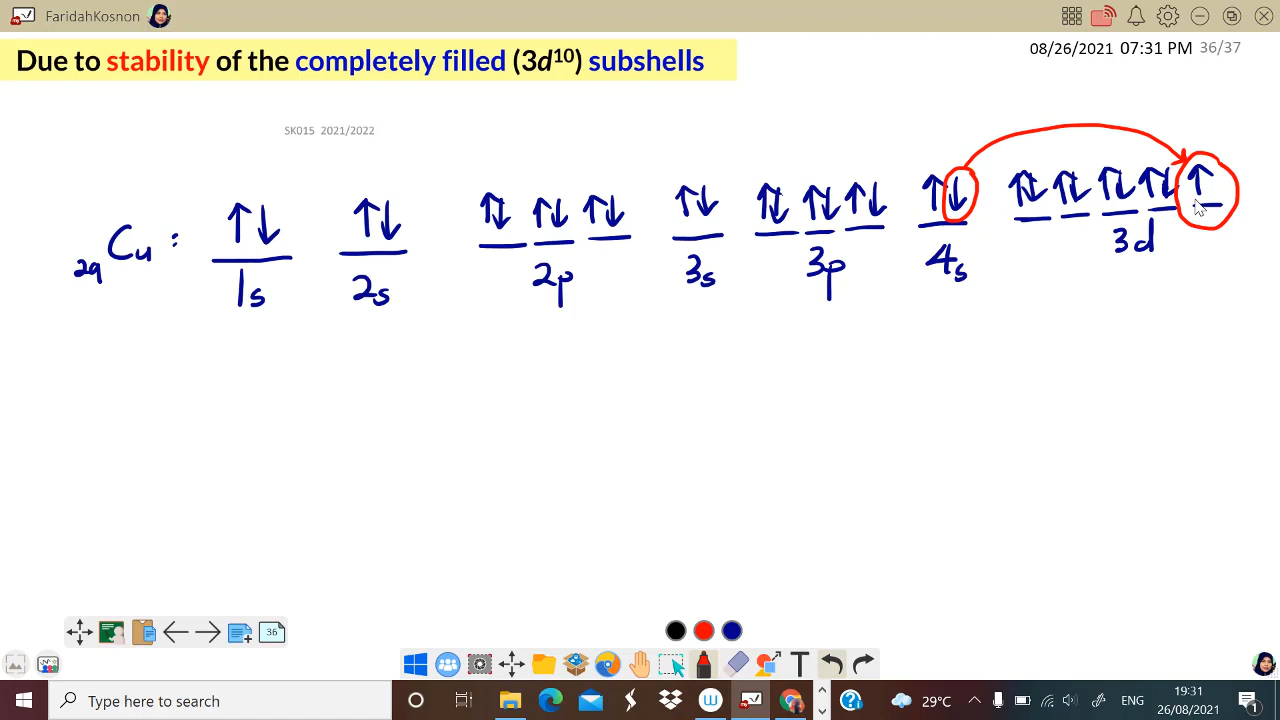 FaridahKosnon
08/26/2021 07:31 PM 36/37
Due to stability of the completely filled (3d¹⁰) subshells
SK015 2021/2022
₂₉Cu : ↑↓ ↑↓ ↑↓ ↑↓ ↑↓ ↑↓ ↑↓ ↑↓ ↑↓ ↑↓ ↑↓ ↑↓ ↑↓ ↑↓ ↑
1s 2s 2p 3s 3p 4s 3d
36
T
Type here to search
W
29°C
ENG
19:31
26/08/2021
1